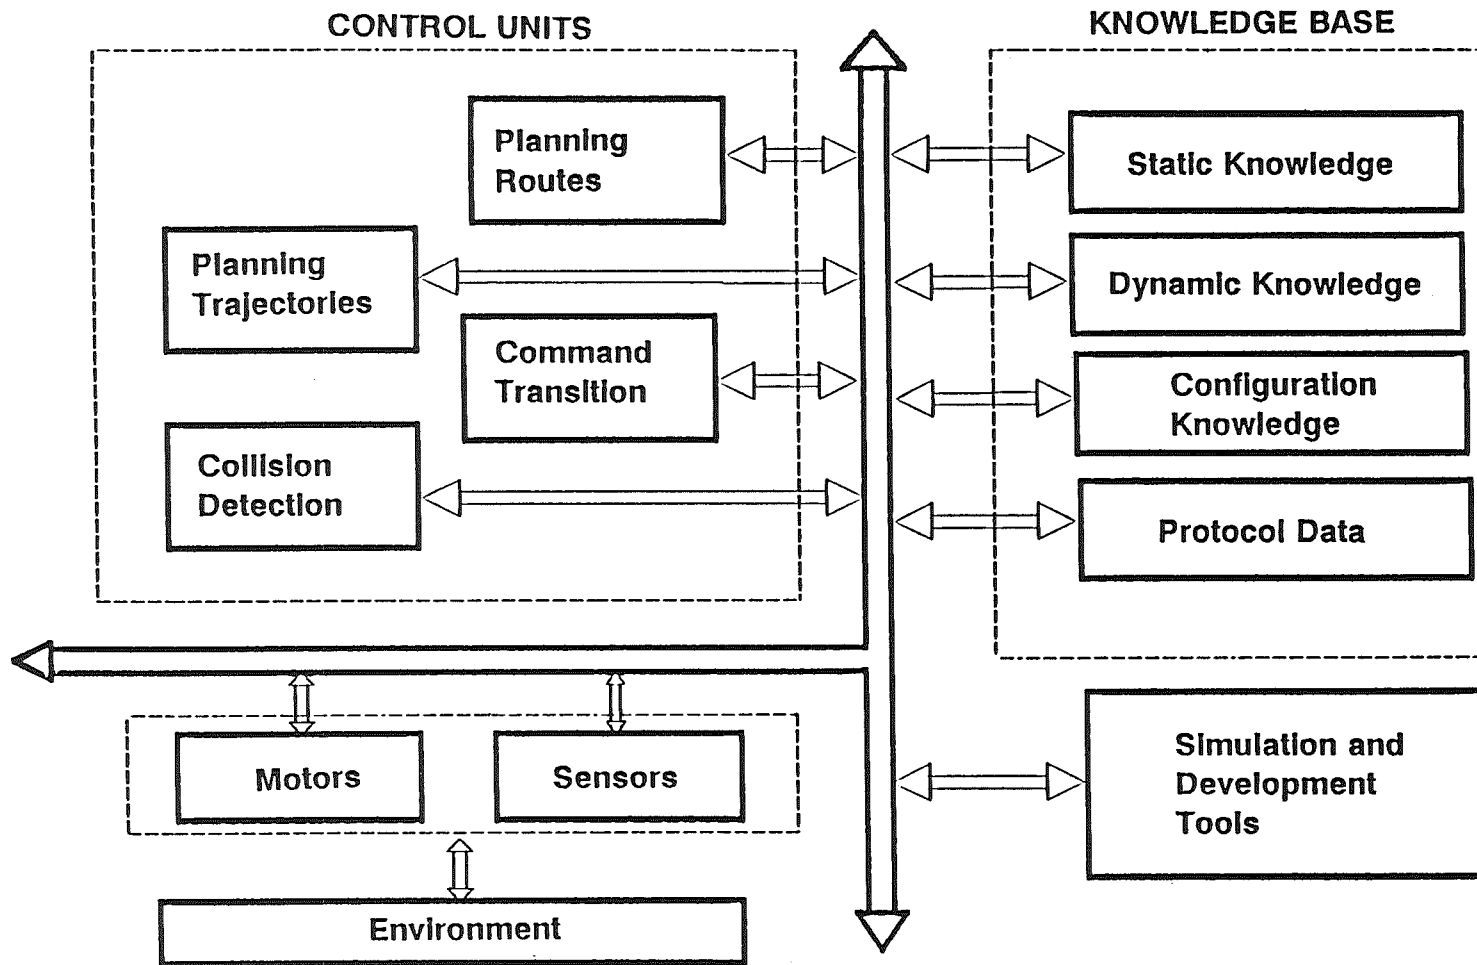 CONTROL UNITS
KNOWLEDGE BASE
Planning
Routes
Static Knowledge
Planning
Trajectories
Dynamic Knowledge
Command
Transition
Configuration
Knowledge
Collision
Detection
Protocol Data
Motors
Sensors
Simulation and
Development
Tools
Environment